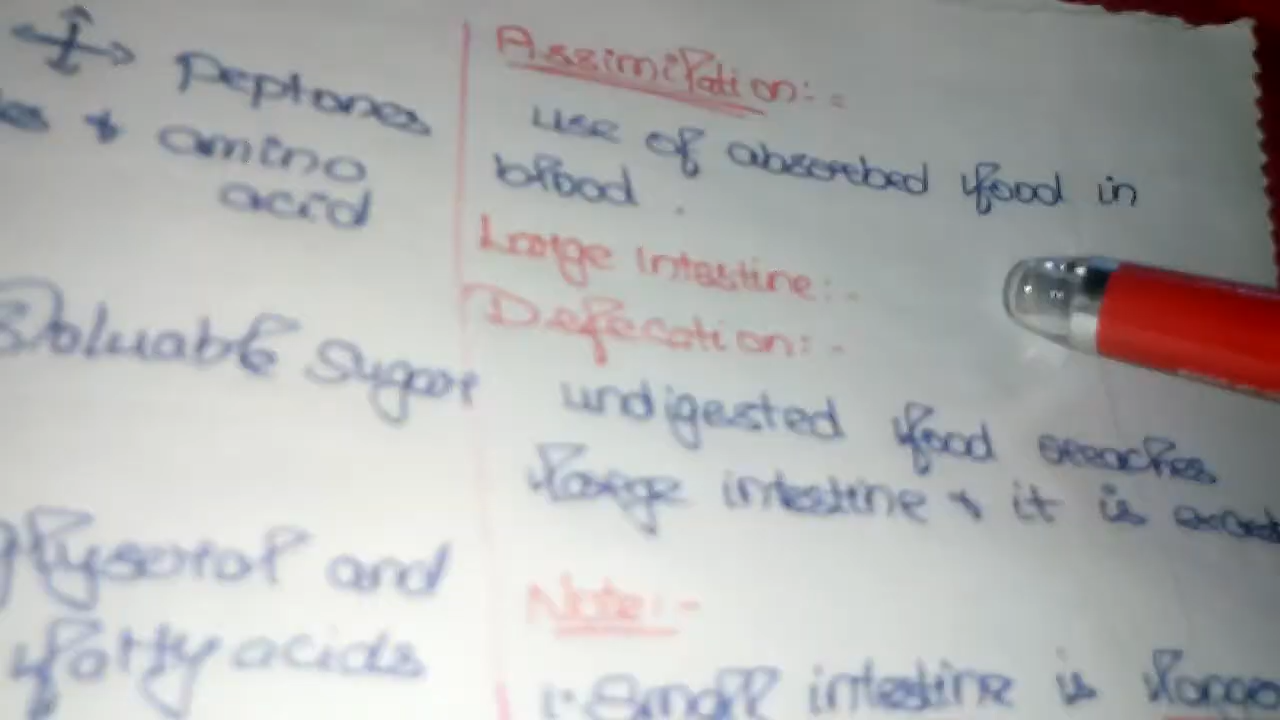 Peptones
& amino
acid
Soluable Sugar
glyserol and
fatty acids
Assimilation:-
use of absorbed food in
blood.
Large intestine:-
Defecation:-
undigested food reaches
large intestine & it is
Note:-
1. Small intestine is